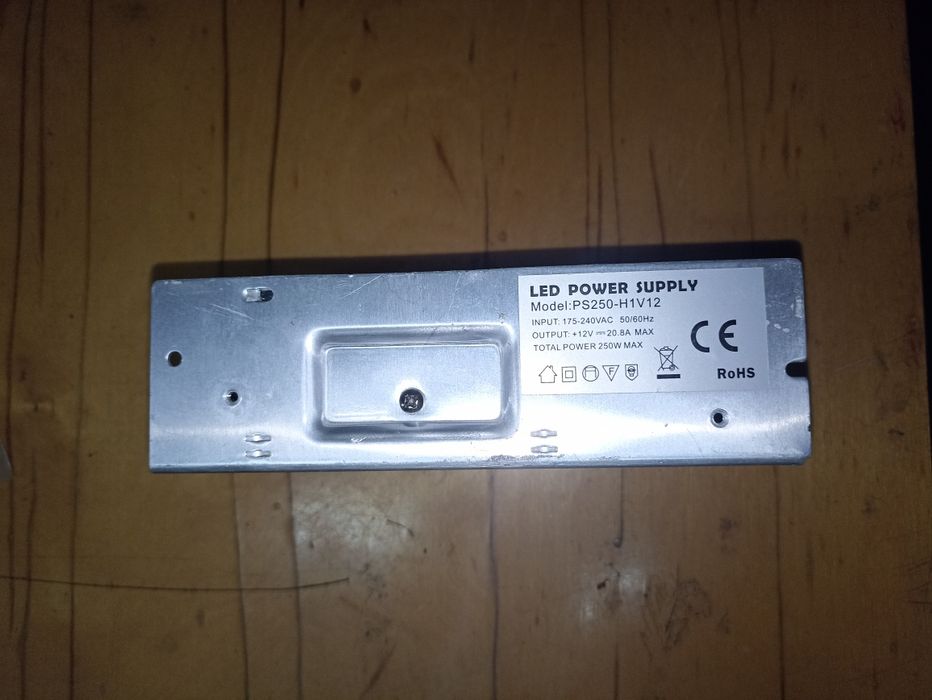 LED POWER SUPPLY
Model:PS250-H1V12
INPUT: 175-240VAC 50/60Hz
OUTPUT: +12V⎓20.8A MAX
TOTAL POWER 250W MAX
F
CE
RoHS